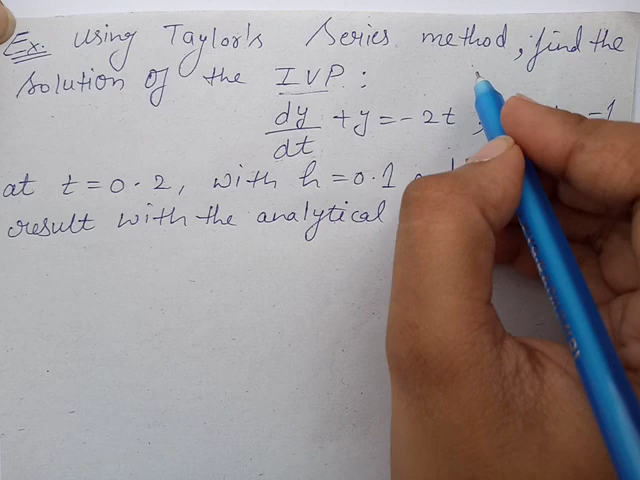 Ex. Using Taylor's Series method, find the
solution of the IVP:
dy/dt + y = - 2t , -1
at t = 0.2, with h = 0.1
result with the analytical